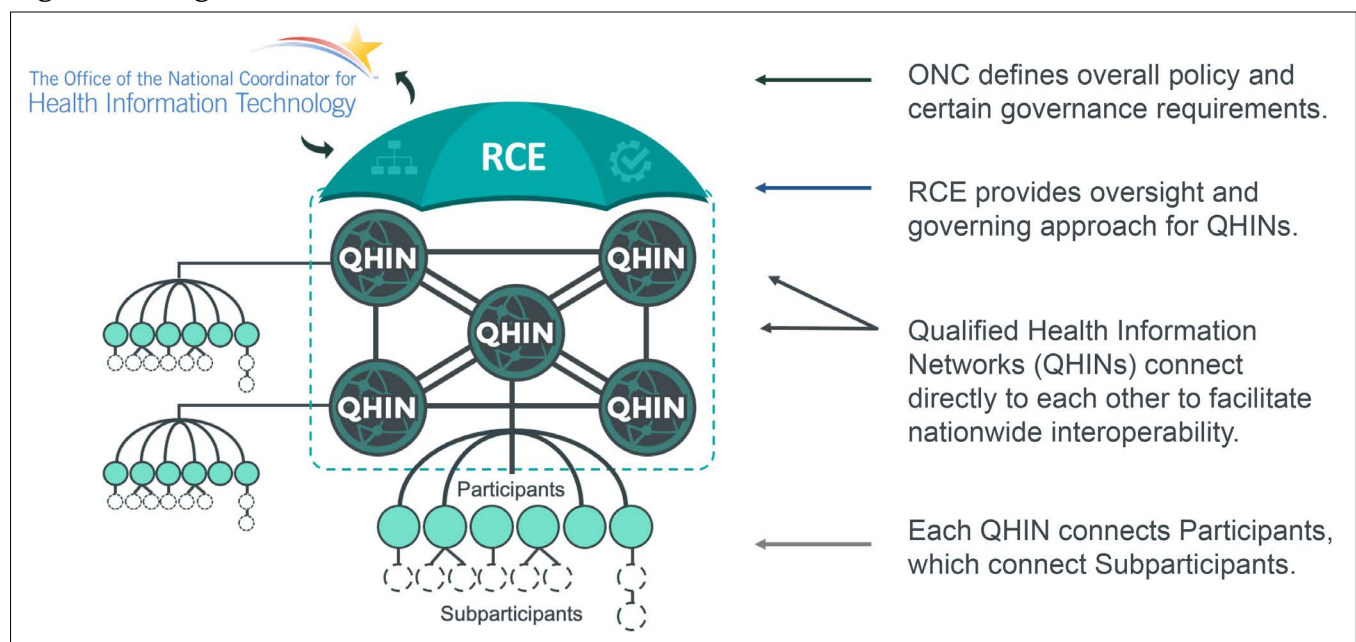 The Office of the National Coordinator for
Health Information Technology
RCE
QHIN
QHIN
QHIN
QHIN
QHIN
Participants
Subparticipants
ONC defines overall policy and
certain governance requirements.
RCE provides oversight and
governing approach for QHINs.
Qualified Health Information
Networks (QHINs) connect
directly to each other to facilitate
nationwide interoperability.
Each QHIN connects Participants,
which connect Subparticipants.